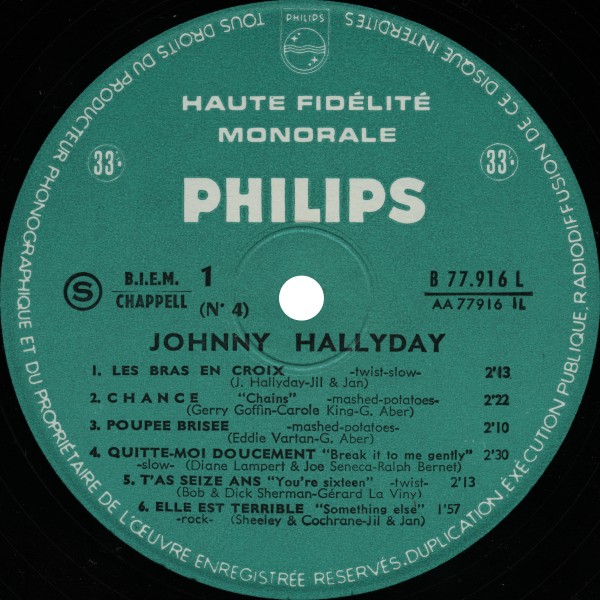 PHILIPS
HAUTE FIDÉLITÉ
MONORALE
33⅓ 33⅓
PHILIPS
S B.I.E.M. 1 B 77.916 L
CHAPPELL (N° 4) AA 77916 1L
JOHNNY HALLYDAY
1. LES BRAS EN CROIX -twist-slow- 2'13
(J. Hallyday-Jil & Jan)
2. CHANCE "Chains" -mashed-potatoes- 2'22
(Gerry Goffin-Carole King-G. Aber)
3. POUPEE BRISEE -mashed-potatoes- 2'10
(Eddie Vartan-G. Aber)
4. QUITTE-MOI DOUCEMENT "Break it to me gently" 2'30
-slow- (Diane Lampert & Joe Seneca-Ralph Bernet)
5. T'AS SEIZE ANS "You're sixteen" -twist- 2'13
(Bob & Dick Sherman-Gérard La Viny)
6. ELLE EST TERRIBLE "Something else" 1'57
-rock- (Sheeley & Cochrane-Jil & Jan)
TOUS DROITS DU PRODUCTEUR PHONOGRAPHIQUE ET DU PROPRIÉTAIRE DE L'ŒUVRE ENREGISTRÉE RÉSERVÉS. DUPLICATION, EXÉCUTION PUBLIQUE, RADIODIFFUSION DE CE DISQUE INTERDITES